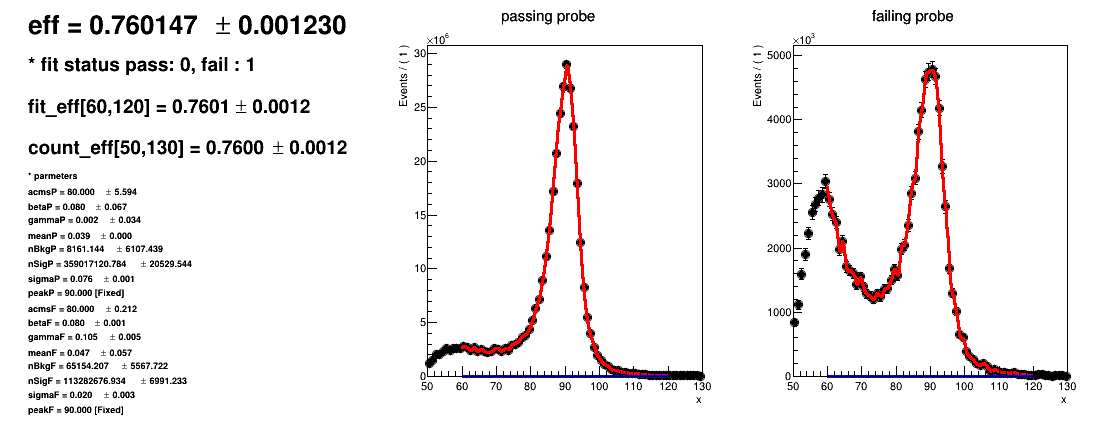 eff = 0.760147 ± 0.001230
* fit status pass: 0, fail : 1
fit_eff[60,120] = 0.7601 ± 0.0012
count_eff[50,130] = 0.7600 ± 0.0012
* parmeters
acmsP = 80.000 ± 5.594
betaP = 0.080 ± 0.067
gammaP = 0.002 ± 0.034
meanP = 0.039 ± 0.000
nBkgP = 8161.144 ± 6107.439
nSigP = 359017120.784 ± 20529.544
sigmaP = 0.076 ± 0.001
peakP = 90.000 [Fixed]
acmsF = 80.000 ± 0.212
betaF = 0.080 ± 0.001
gammaF = 0.105 ± 0.005
meanF = 0.047 ± 0.057
nBkgF = 65154.207 ± 5567.722
nSigF = 113282676.934 ± 6991.233
sigmaF = 0.020 ± 0.003
peakF = 90.000 [Fixed]
passing probe
×10⁶
Events / ( 1 )
30
25
20
15
10
5
0
50 60 70 80 90 100 110 120 130
x
failing probe
×10³
Events / ( 1 )
5000
4000
3000
2000
1000
0
50 60 70 80 90 100 110 120 130
x